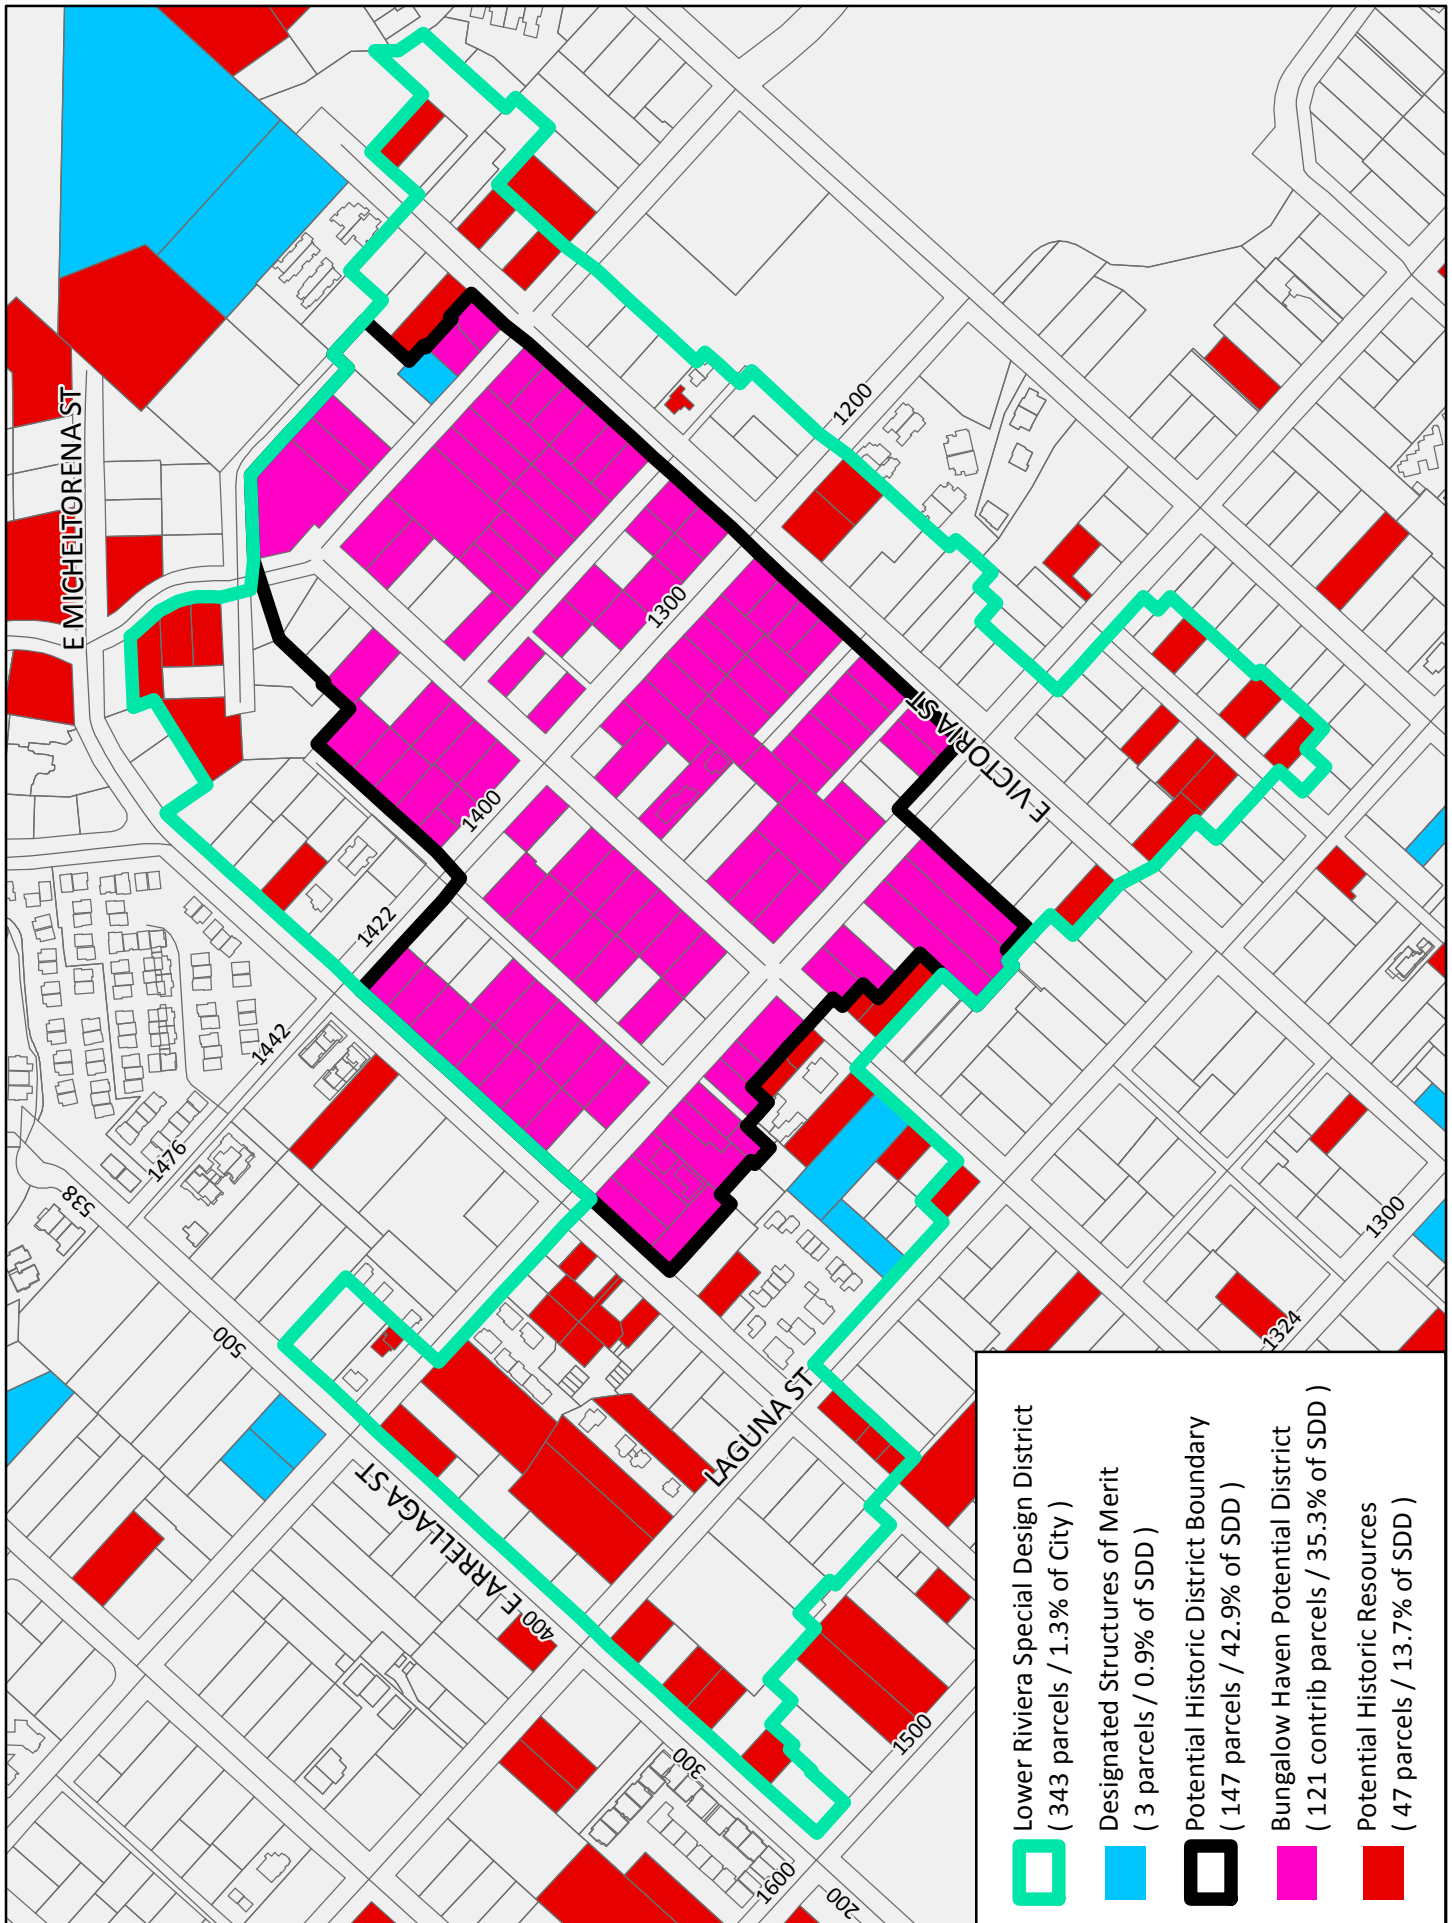 E MICHELTORENA ST
1200
1300
E VICTORIA ST
1400
1422
1442
1476
538
500
E ARRELLAGA ST
400
LAGUNA ST
300
1500
1600
200
1300
1324
Lower Riviera Special Design District
( 343 parcels / 1.3% of City )
Designated Structures of Merit
( 3 parcels / 0.9% of SDD )
Potential Historic District Boundary
( 147 parcels / 42.9% of SDD )
Bungalow Haven Potential District
(121 contrib parcels / 35.3% of SDD )
Potential Historic Resources
( 47 parcels / 13.7% of SDD )